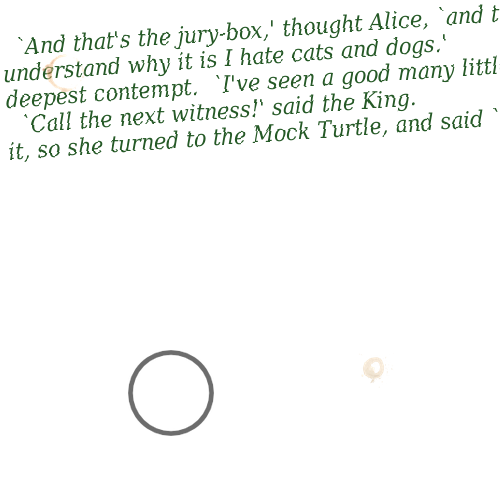 `And that's the jury-box,' thought Alice, `and t
understand why it is I hate cats and dogs.'
deepest contempt. `I've seen a good many littl
`Call the next witness!' said the King.
it, so she turned to the Mock Turtle, and said `